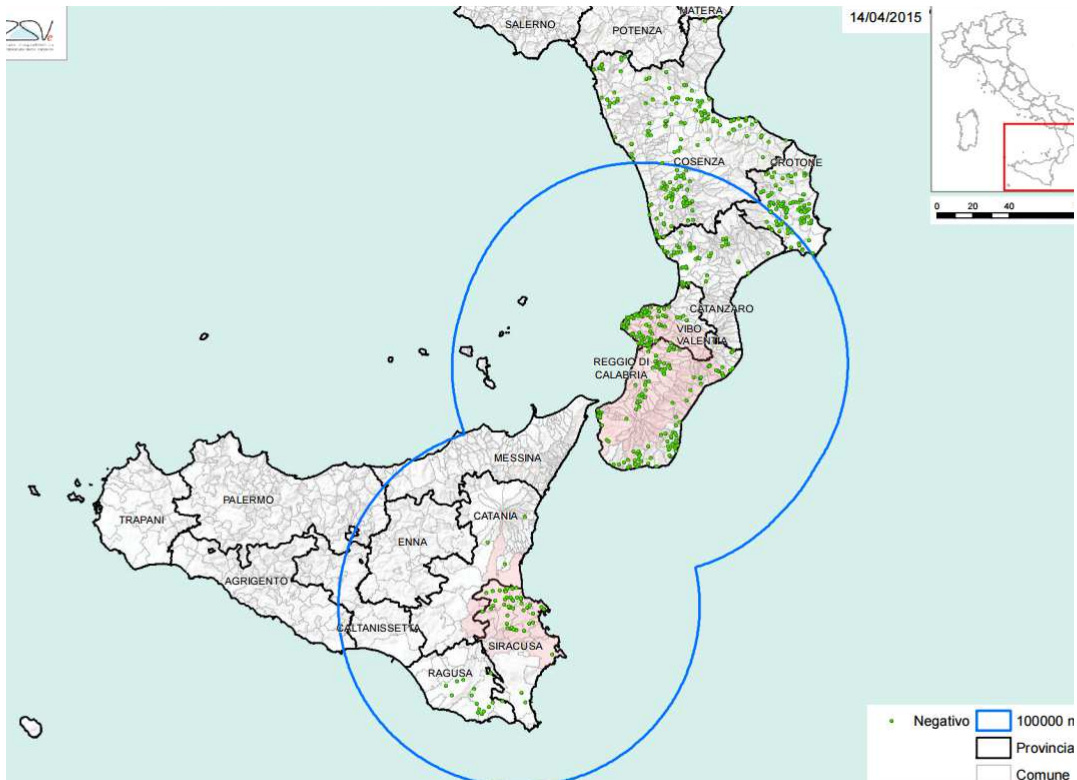 MATERA
SALERNO
POTENZA
14/04/2015
COSENZA
CROTONE
0 20 40
CATANZARO
VIBO
VALENTIA
REGGIO DI
CALABRIA
MESSINA
PALERMO
TRAPANI
CATANIA
ENNA
AGRIGENTO
CALTANISSETTA
SIRACUSA
RAGUSA
Negativo
100000 m
Provincia
Comune